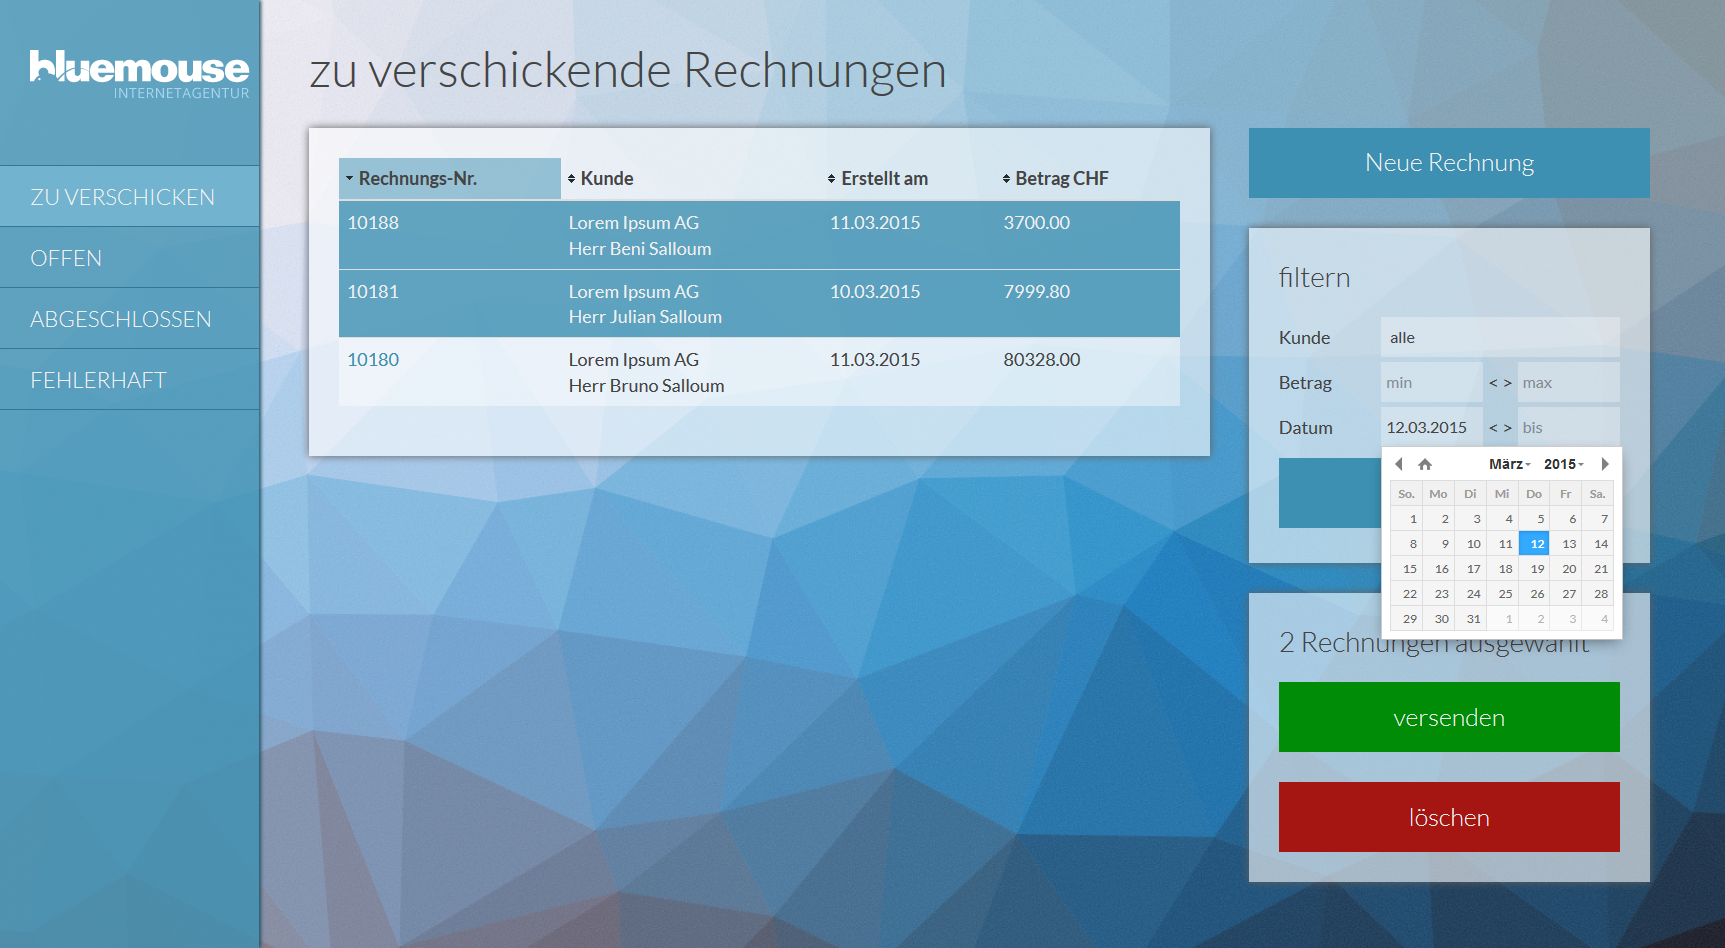 bluemouse
INTERNETAGENTUR
ZU VERSCHICKEN
OFFEN
ABGESCHLOSSEN
FEHLERHAFT
zu verschickende Rechnungen
Rechnungs-Nr. Kunde Erstellt am Betrag CHF
10188 Lorem Ipsum AG 11.03.2015 3700.00
Herr Beni Salloum
10181 Lorem Ipsum AG 10.03.2015 7999.80
Herr Julian Salloum
10180 Lorem Ipsum AG 11.03.2015 80328.00
Herr Bruno Salloum
Neue Rechnung
filtern
Kunde alle
Betrag min < > max
Datum 12.03.2015 < > bis
März 2015
So. Mo Di Mi Do Fr Sa.
1 2 3 4 5 6 7
8 9 10 11 12 13 14
15 16 17 18 19 20 21
22 23 24 25 26 27 28
29 30 31 1 2 3 4
2 Rechnungen ausgewählt
versenden
löschen